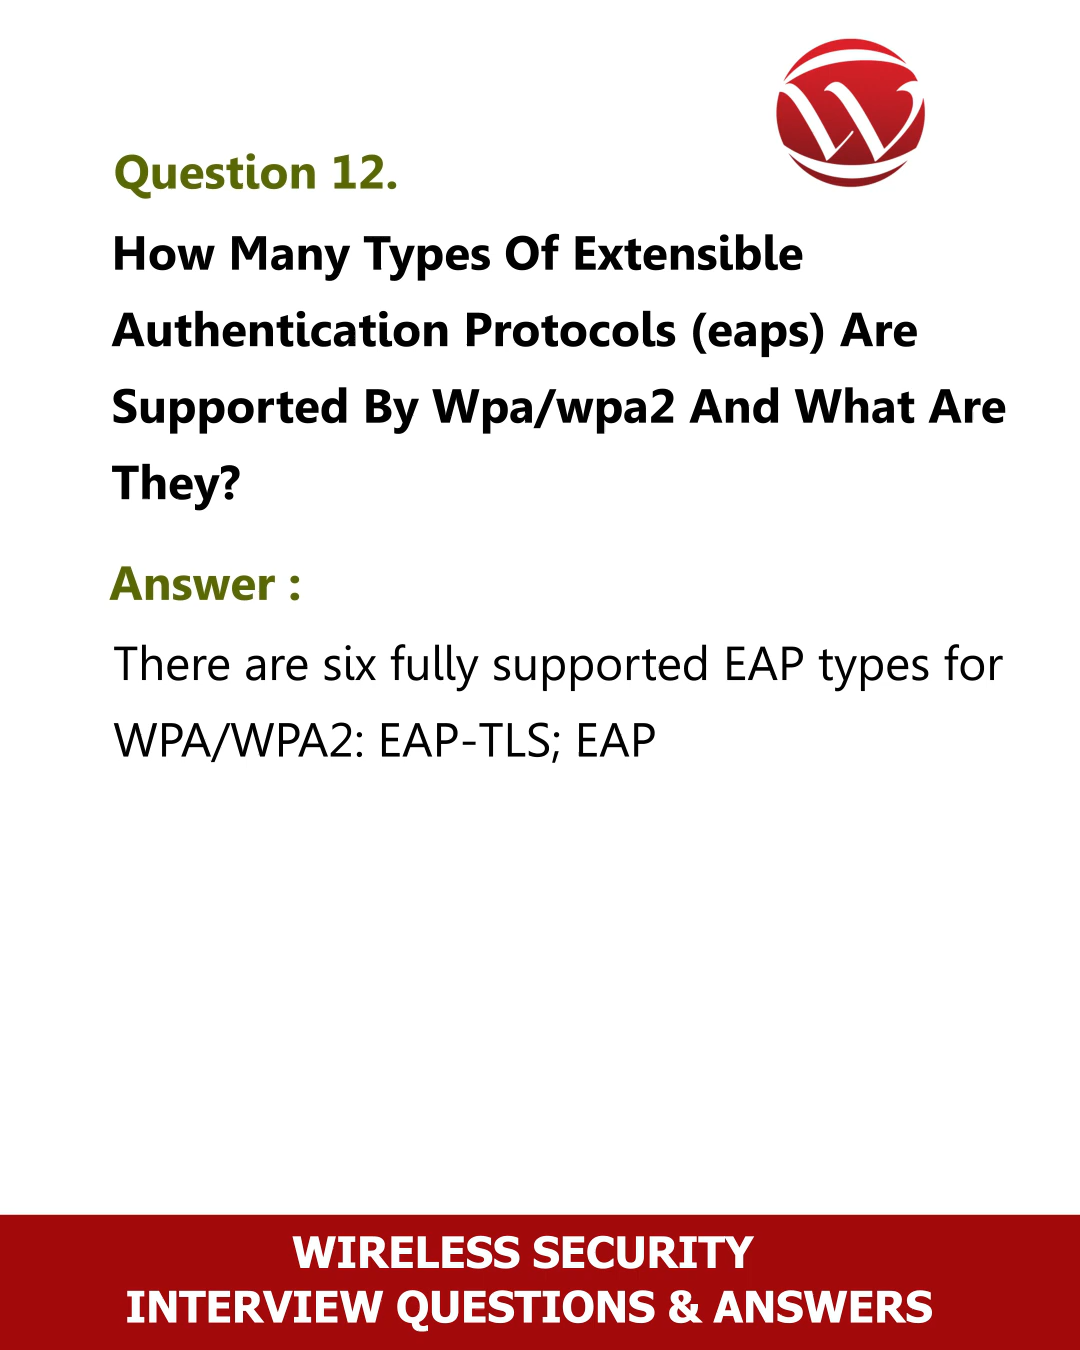 W
Question 12.
How Many Types Of Extensible
Authentication Protocols (eaps) Are
Supported By Wpa/wpa2 And What Are
They?
Answer :
There are six fully supported EAP types for
WPA/WPA2: EAP-TLS; EAP
WIRELESS SECURITY
INTERVIEW QUESTIONS & ANSWERS